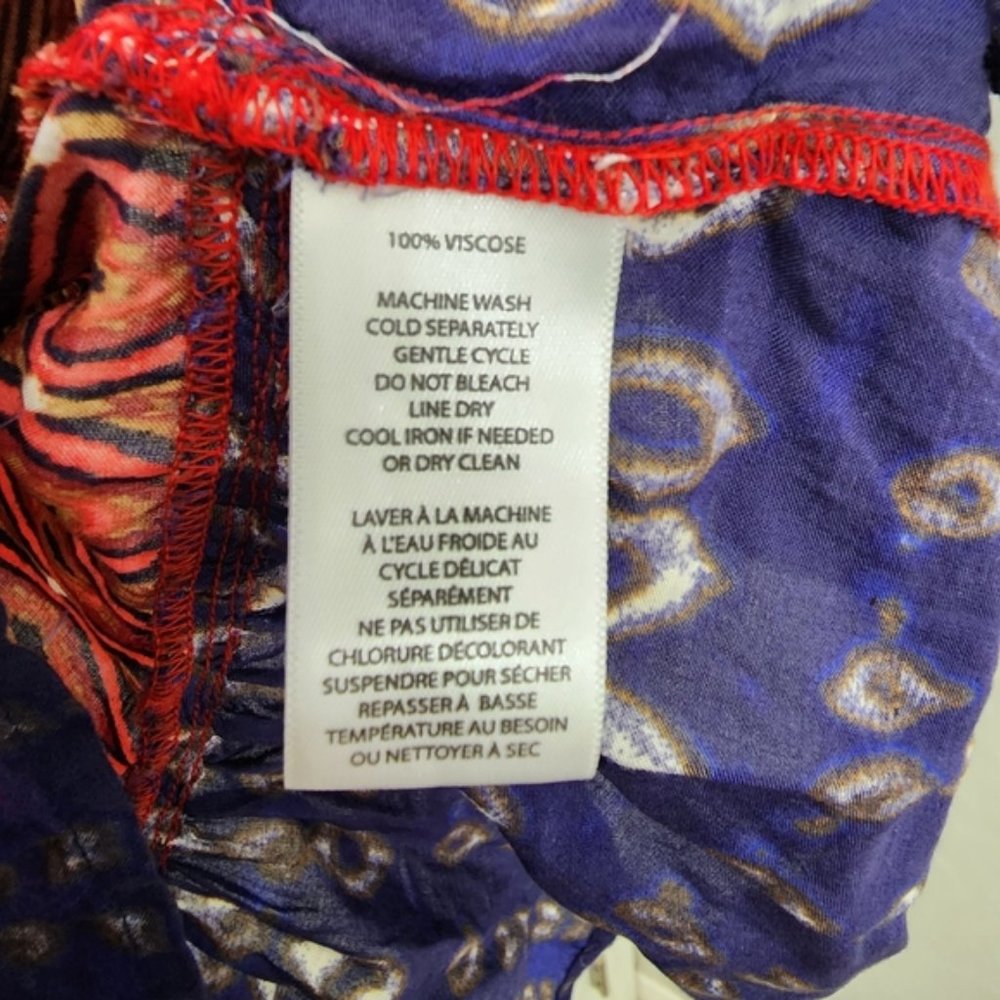 100% VISCOSE
MACHINE WASH
COLD SEPARATELY
GENTLE CYCLE
DO NOT BLEACH
LINE DRY
COOL IRON IF NEEDED
OR DRY CLEAN
LAVER À LA MACHINE
À L'EAU FROIDE AU
CYCLE DÉLICAT
SÉPARÉMENT
NE PAS UTILISER DE
CHLORURE DÉCOLORANT
SUSPENDRE POUR SÉCHER
REPASSER À BASSE
TEMPÉRATURE AU BESOIN
OU NETTOYER À SEC